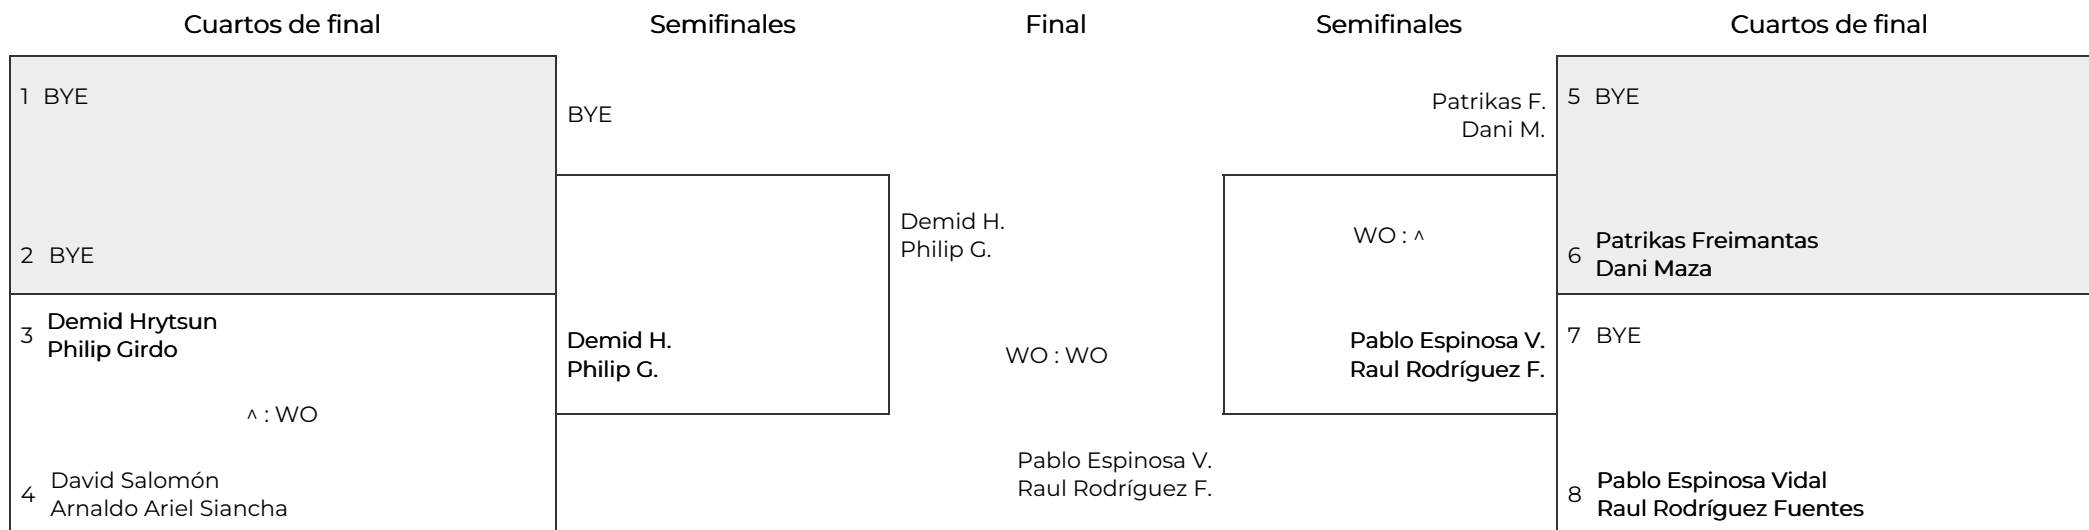 Cuartos de final
Semifinales
Final
Semifinales
Cuartos de final
1 BYE
2 BYE
3 Demid Hrytsun
Philip Girdo
^ : WO
4 David Salomón
Arnaldo Ariel Siancha
BYE
Demid H.
Philip G.
Demid H.
Philip G.
WO : WO
Pablo Espinosa V.
Raul Rodríguez F.
Patrikas F.
Dani M.
WO : ^
Pablo Espinosa V.
Raul Rodríguez F.
5 BYE
6 Patrikas Freimantas
Dani Maza
7 BYE
8 Pablo Espinosa Vidal
Raul Rodríguez Fuentes